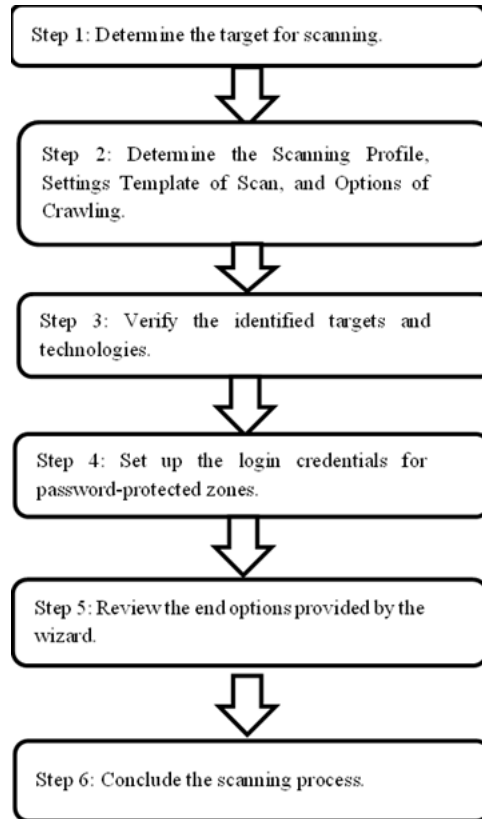 Step 1: Determine the target for scanning.
Step 2: Determine the Scanning Profile,
Settings Template of Scan, and Options of
Crawling.
Step 3: Verify the identified targets and
technologies.
Step 4: Set up the login credentials for
password-protected zones.
Step 5: Review the end options provided by the
wizard.
Step 6: Conclude the scanning process.